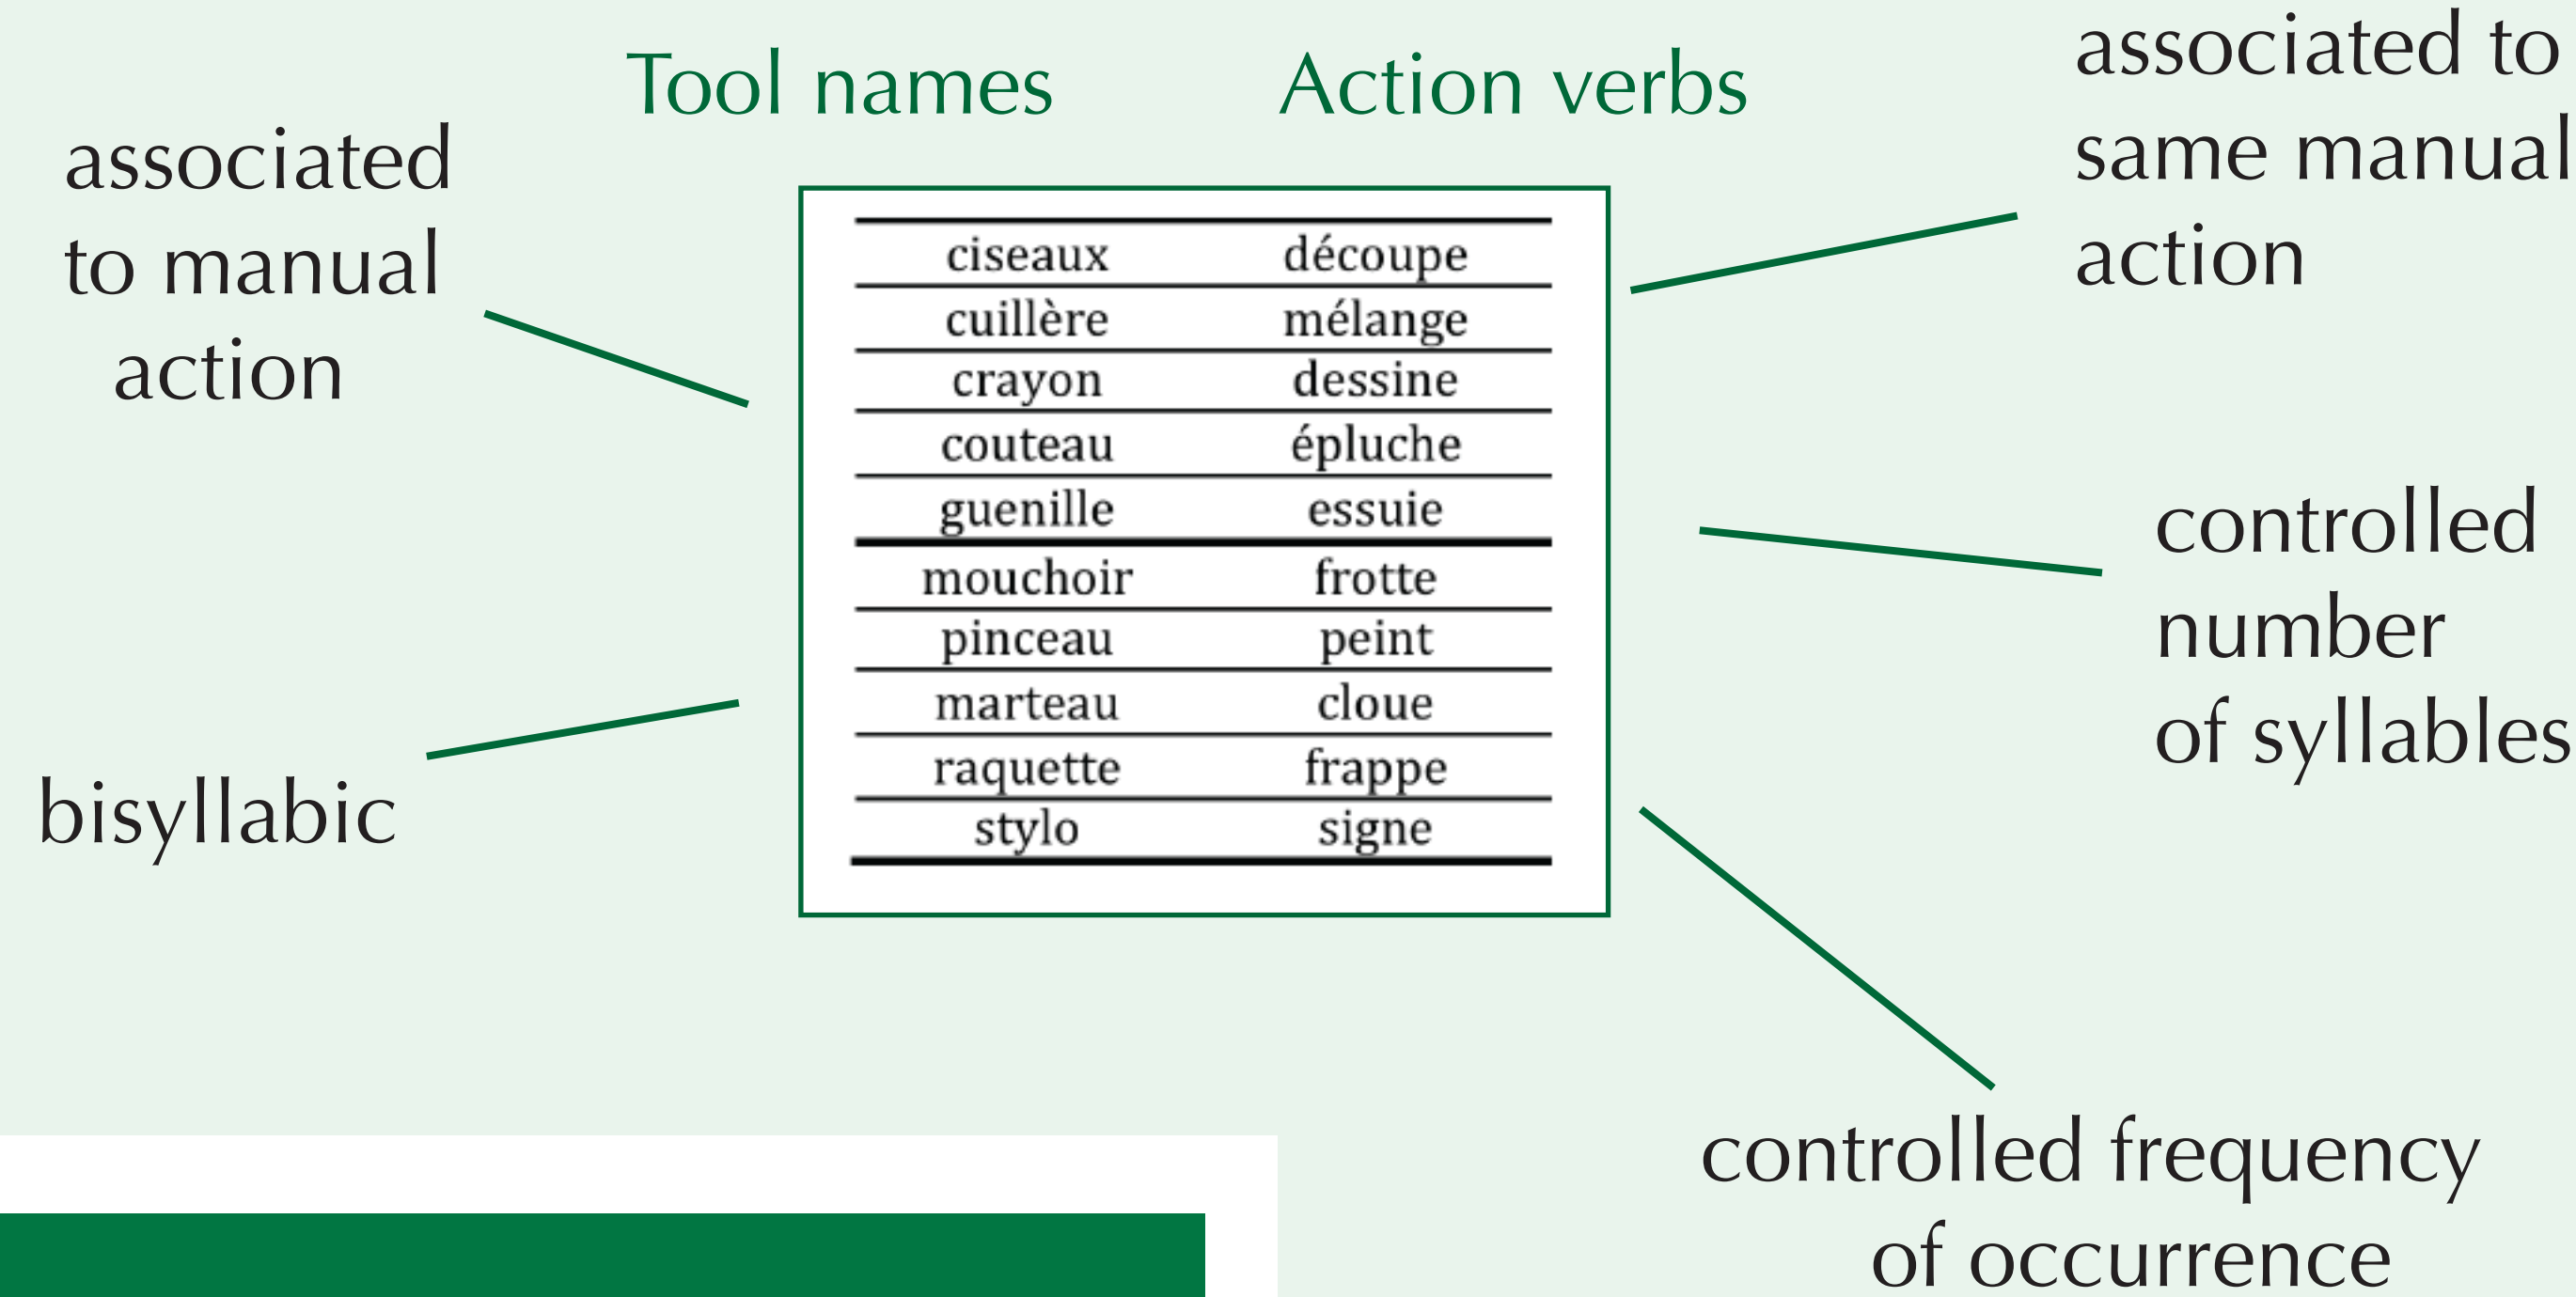 Tool names Action verbs
associated
to manual
action
bisyllabic
ciseaux découpe
cuillère mélange
crayon dessine
couteau épluche
guenille essuie
mouchoir frotte
pinceau peint
marteau cloue
raquette frappe
stylo signe
associated to
same manual
action
controlled
number
of syllables
controlled frequency
of occurrence